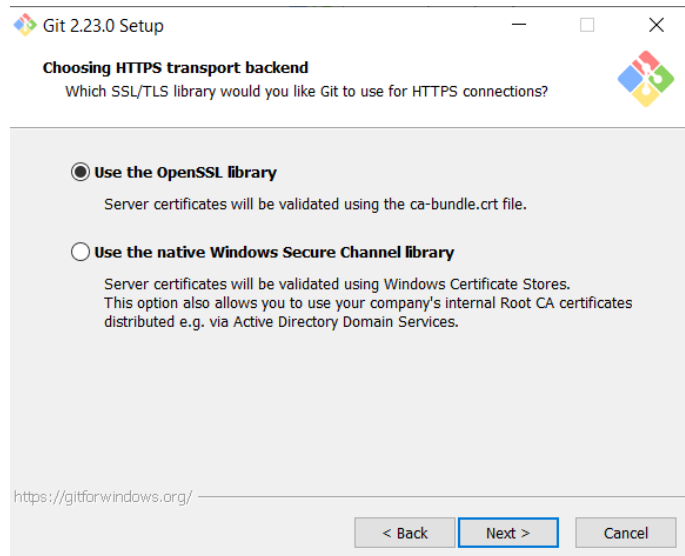 Git 2.23.0 Setup
Choosing HTTPS transport backend
Which SSL/TLS library would you like Git to use for HTTPS connections?
Use the OpenSSL library
Server certificates will be validated using the ca-bundle.crt file.
Use the native Windows Secure Channel library
Server certificates will be validated using Windows Certificate Stores.
This option also allows you to use your company's internal Root CA certificates
distributed e.g. via Active Directory Domain Services.
https://gitforwindows.org/
< Back Next > Cancel